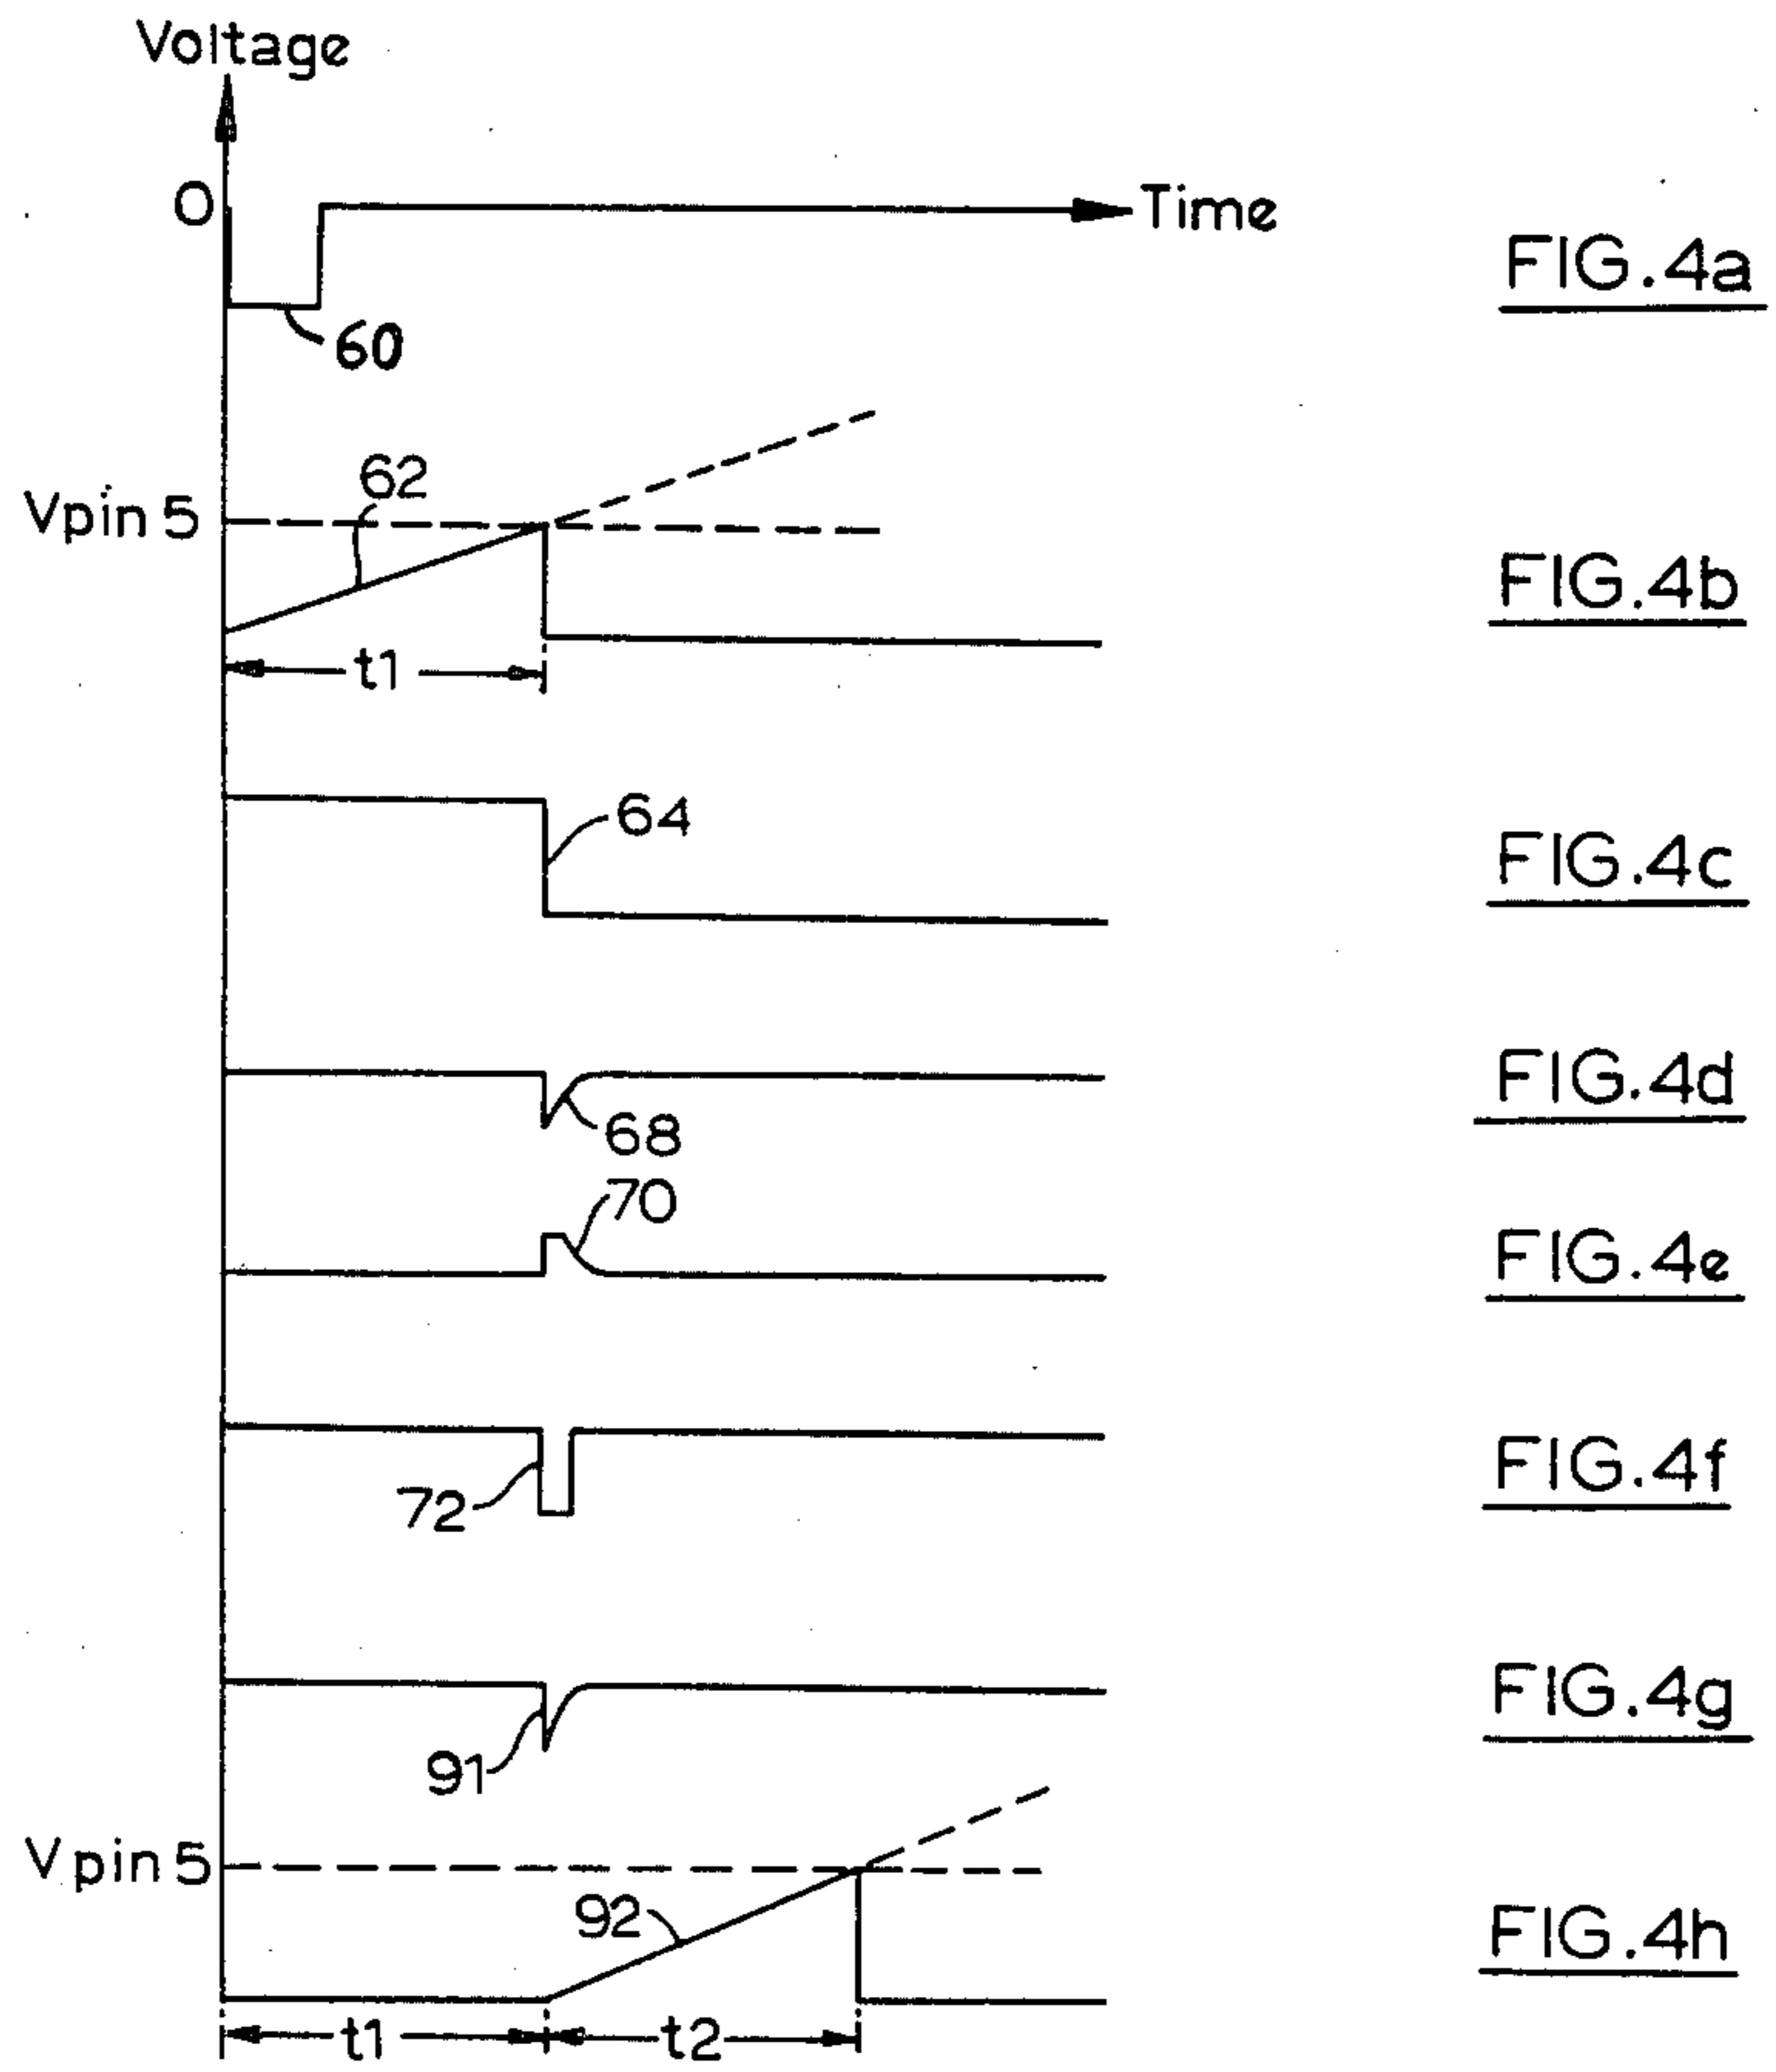 Voltage
0
Time
FIG.4a
60
62
Vpin 5
FIG.4b
t1
64
FIG.4c
FIG.4d
68
70
FIG.4e
FIG.4f
72
FIG.4g
91
Vpin 5
92
FIG.4h
t1
t2